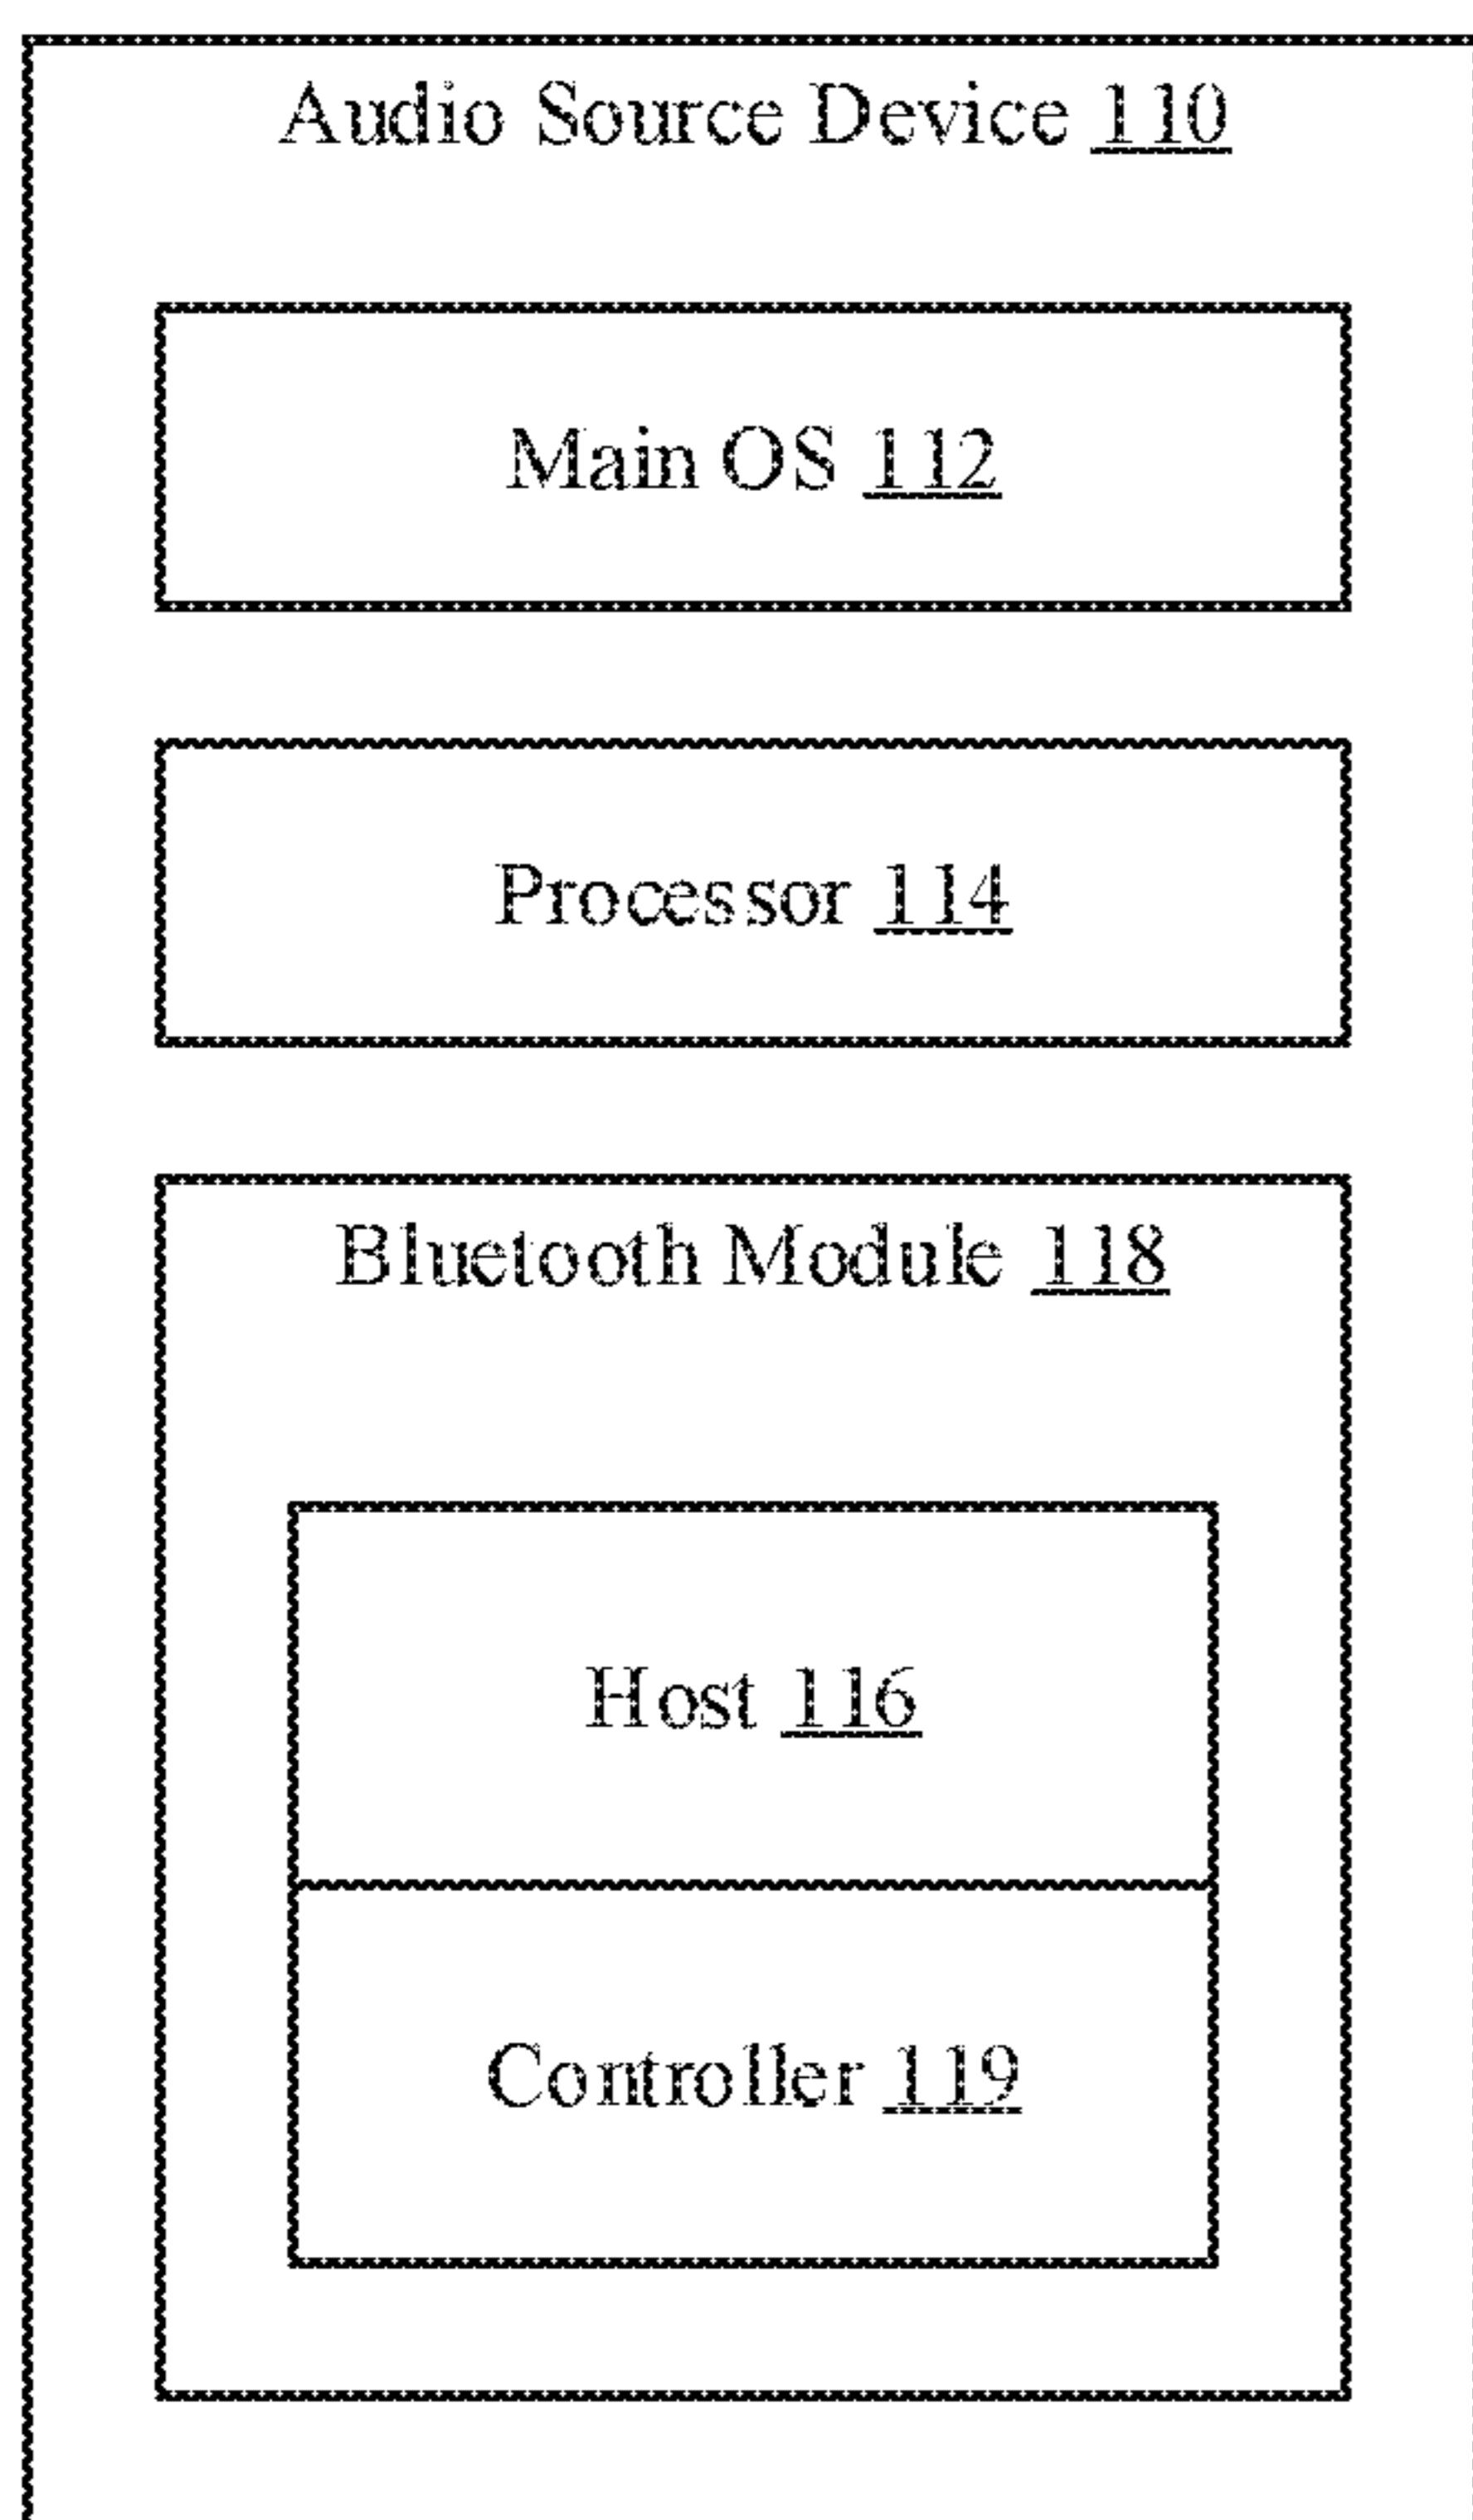 Audio Source Device 110
Main OS 112
Processor 114
Bluetooth Module 118
Host 116
Controller 119